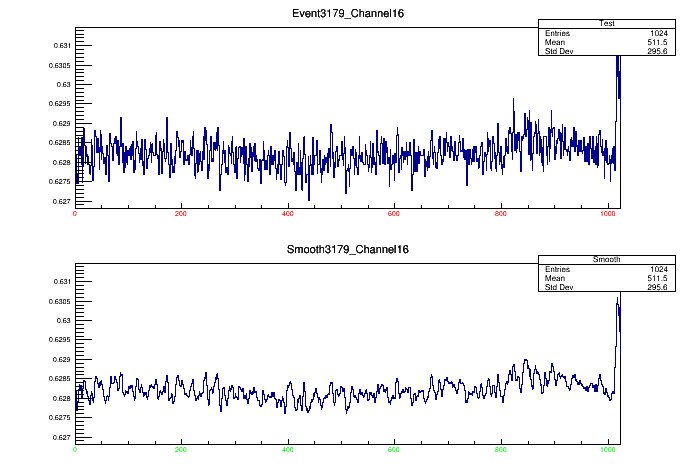 Event3179_Channel16
Test
Entries 1024
Mean 511.5
Std Dev 295.6
0.631
0.6305
0.63
0.6295
0.629
0.6285
0.628
0.6275
0.627
0 200 400 600 800 1000
Smooth3179_Channel16
Smooth
Entries 1024
Mean 511.5
Std Dev 295.6
0.631
0.6305
0.63
0.6295
0.629
0.6285
0.628
0.6275
0.627
0 200 400 600 800 1000